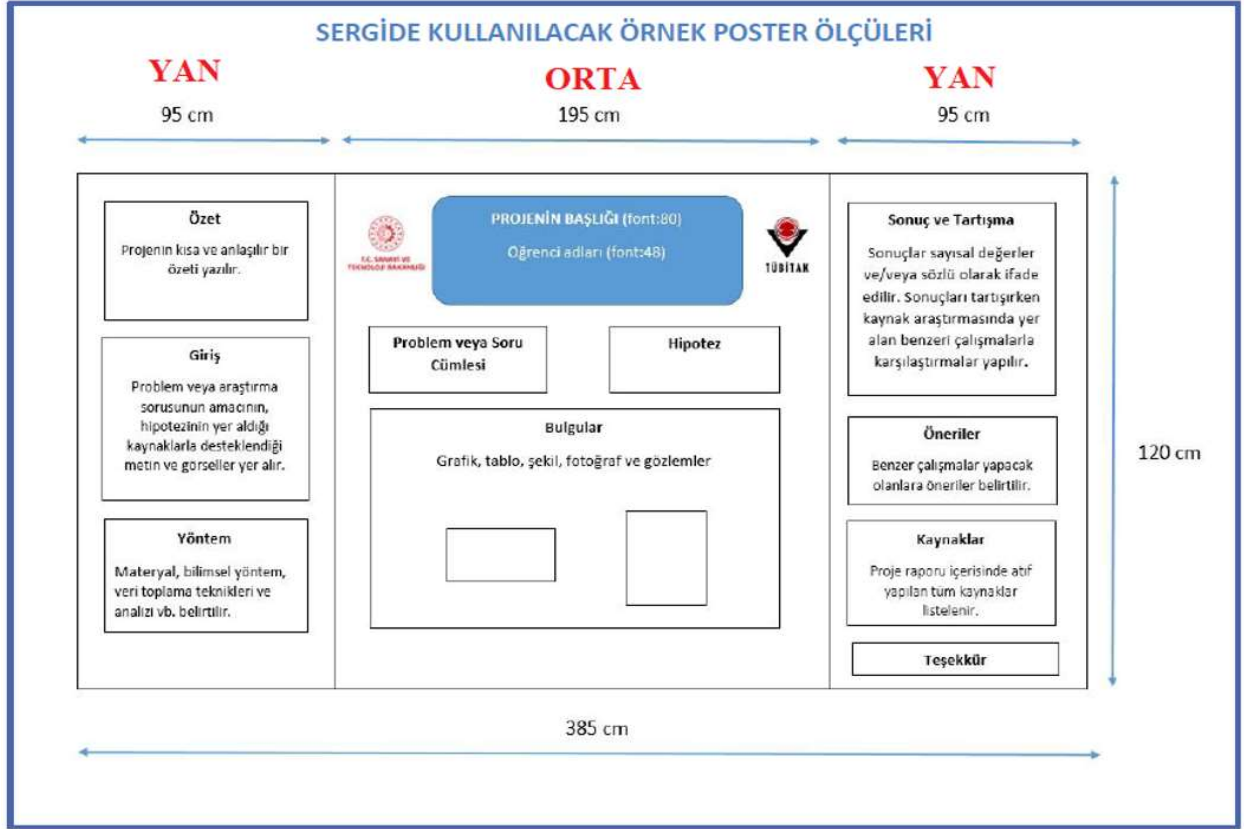 SERGİDE KULLANILACAK ÖRNEK POSTER ÖLÇÜLERİ
YAN
ORTA
YAN
95 cm
195 cm
95 cm
Özet
Projenin kısa ve anlaşılır bir
özeti yazılır.
Giriş
Problem veya araştırma
sorusunun amacının,
hipotezinin yer aldığı
kaynaklarla desteklendiği
metin ve görseller yer alır.
Yöntem
Materyal, bilimsel yöntem,
veri toplama teknikleri ve
analizi vb. belirtilir.
T.C. SANAYİ VE
TEKNOLOJİ BAKANLIĞI
PROJENİN BAŞLIĞI (font:80)
Öğrenci adları (font:48)
TÜBİTAK
Problem veya Soru
Cümlesi
Hipotez
Bulgular
Grafik, tablo, şekil, fotoğraf ve gözlemler
Sonuç ve Tartışma
Sonuçlar sayısal değerler
ve/veya sözlü olarak ifade
edilir. Sonuçları tartışırken
kaynak araştırmasında yer
alan benzeri çalışmalarla
karşılaştırmalar yapılır.
Öneriler
Benzer çalışmalar yapacak
olanlara öneriler belirtilir.
Kaynaklar
Proje raporu içerisinde atıf
yapılan tüm kaynaklar
listelenir.
Teşekkür
120 cm
385 cm